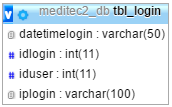 meditec2_db tbl_login
datetimelogin : varchar(50)
idlogin : int(11)
iduser : int(11)
iplogin : varchar(100)